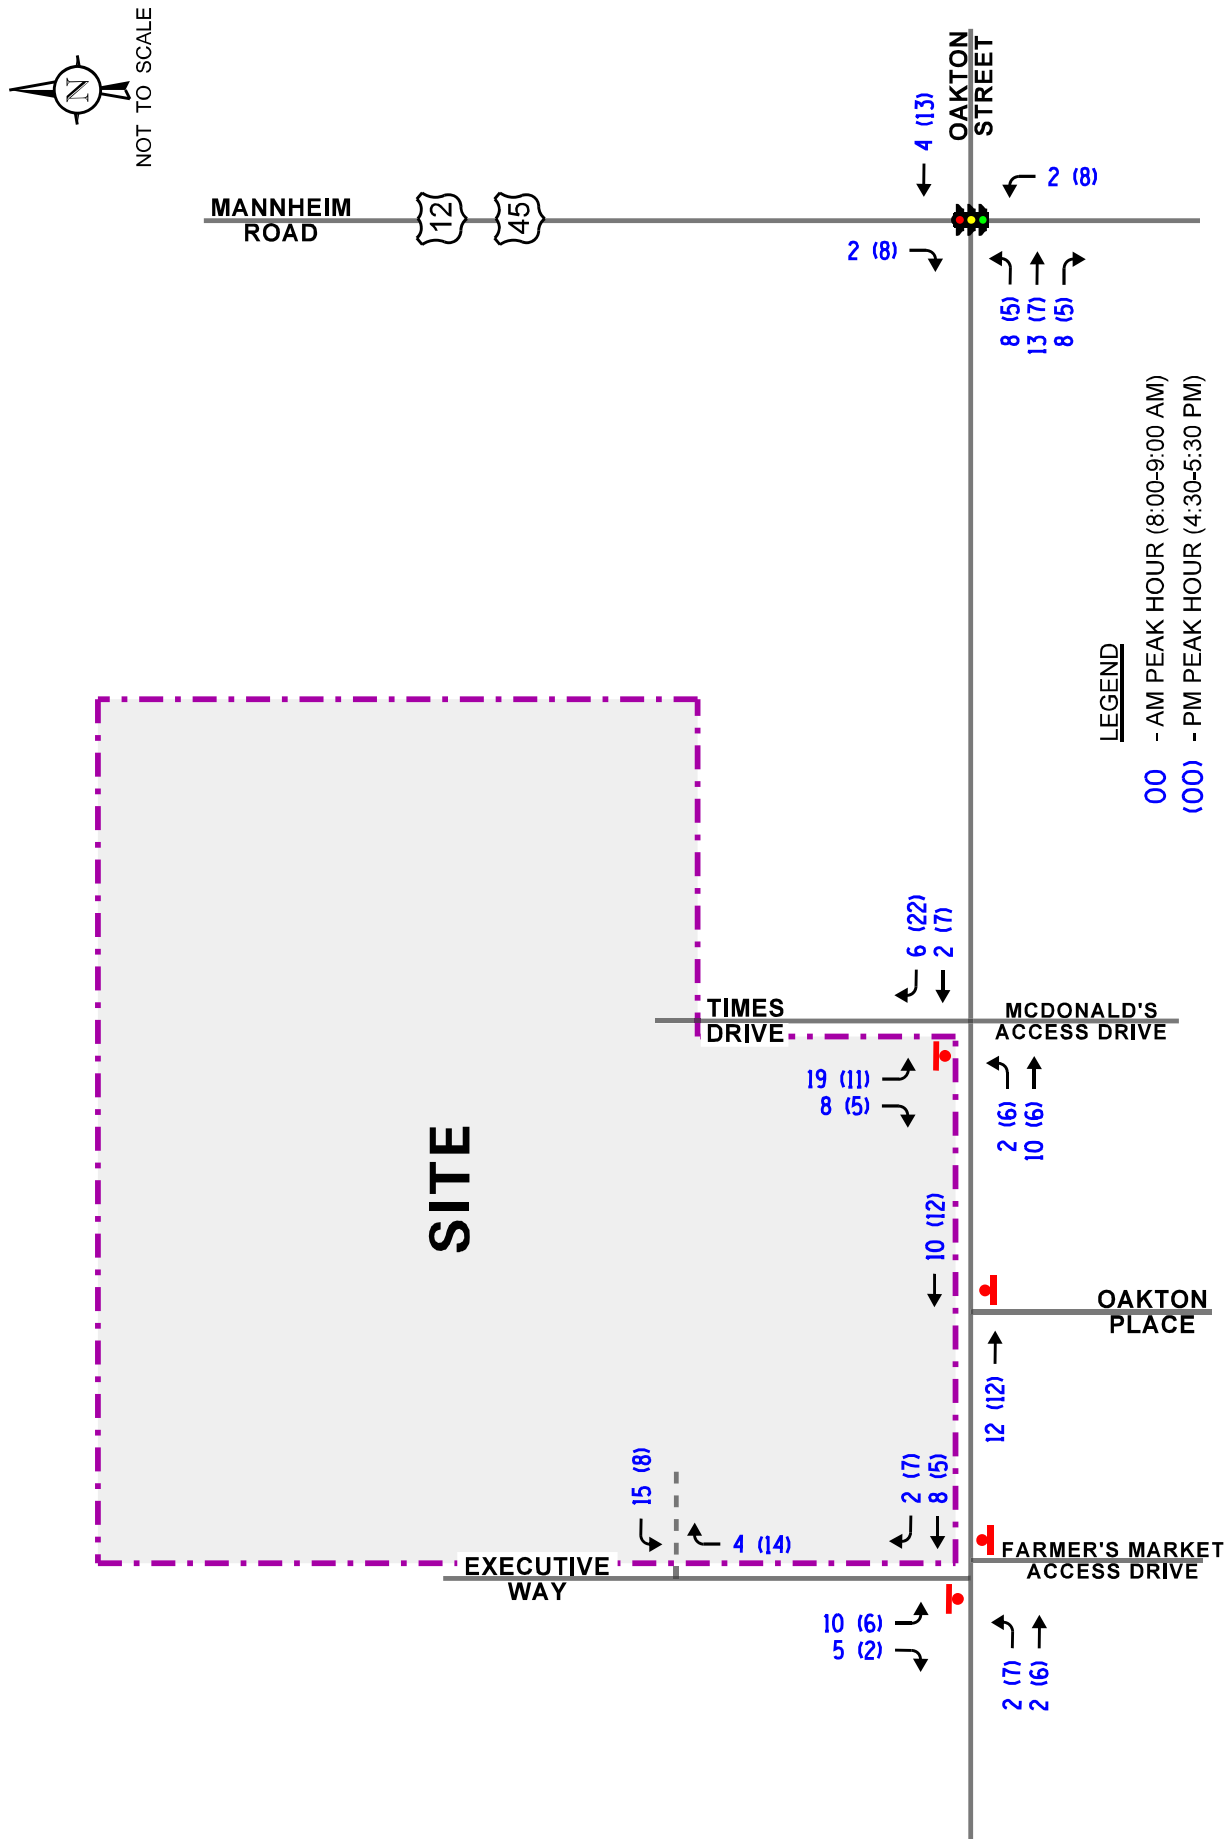 N
NOT TO SCALE
MANNHEIM
ROAD
12
45
OAKTON
STREET
4 (13)
2 (8)
2 (8)
8 (5)
13 (7)
8 (5)
SITE
TIMES
DRIVE
6 (22)
2 (7)
MCDONALD'S
ACCESS DRIVE
19 (11)
8 (5)
2 (6)
10 (6)
10 (12)
OAKTON
PLACE
12 (12)
15 (8)
4 (14)
2 (7)
8 (5)
EXECUTIVE
WAY
FARMER'S MARKET
ACCESS DRIVE
10 (6)
5 (2)
2 (7)
2 (6)
LEGEND
00 - AM PEAK HOUR (8:00-9:00 AM)
(00) - PM PEAK HOUR (4:30-5:30 PM)